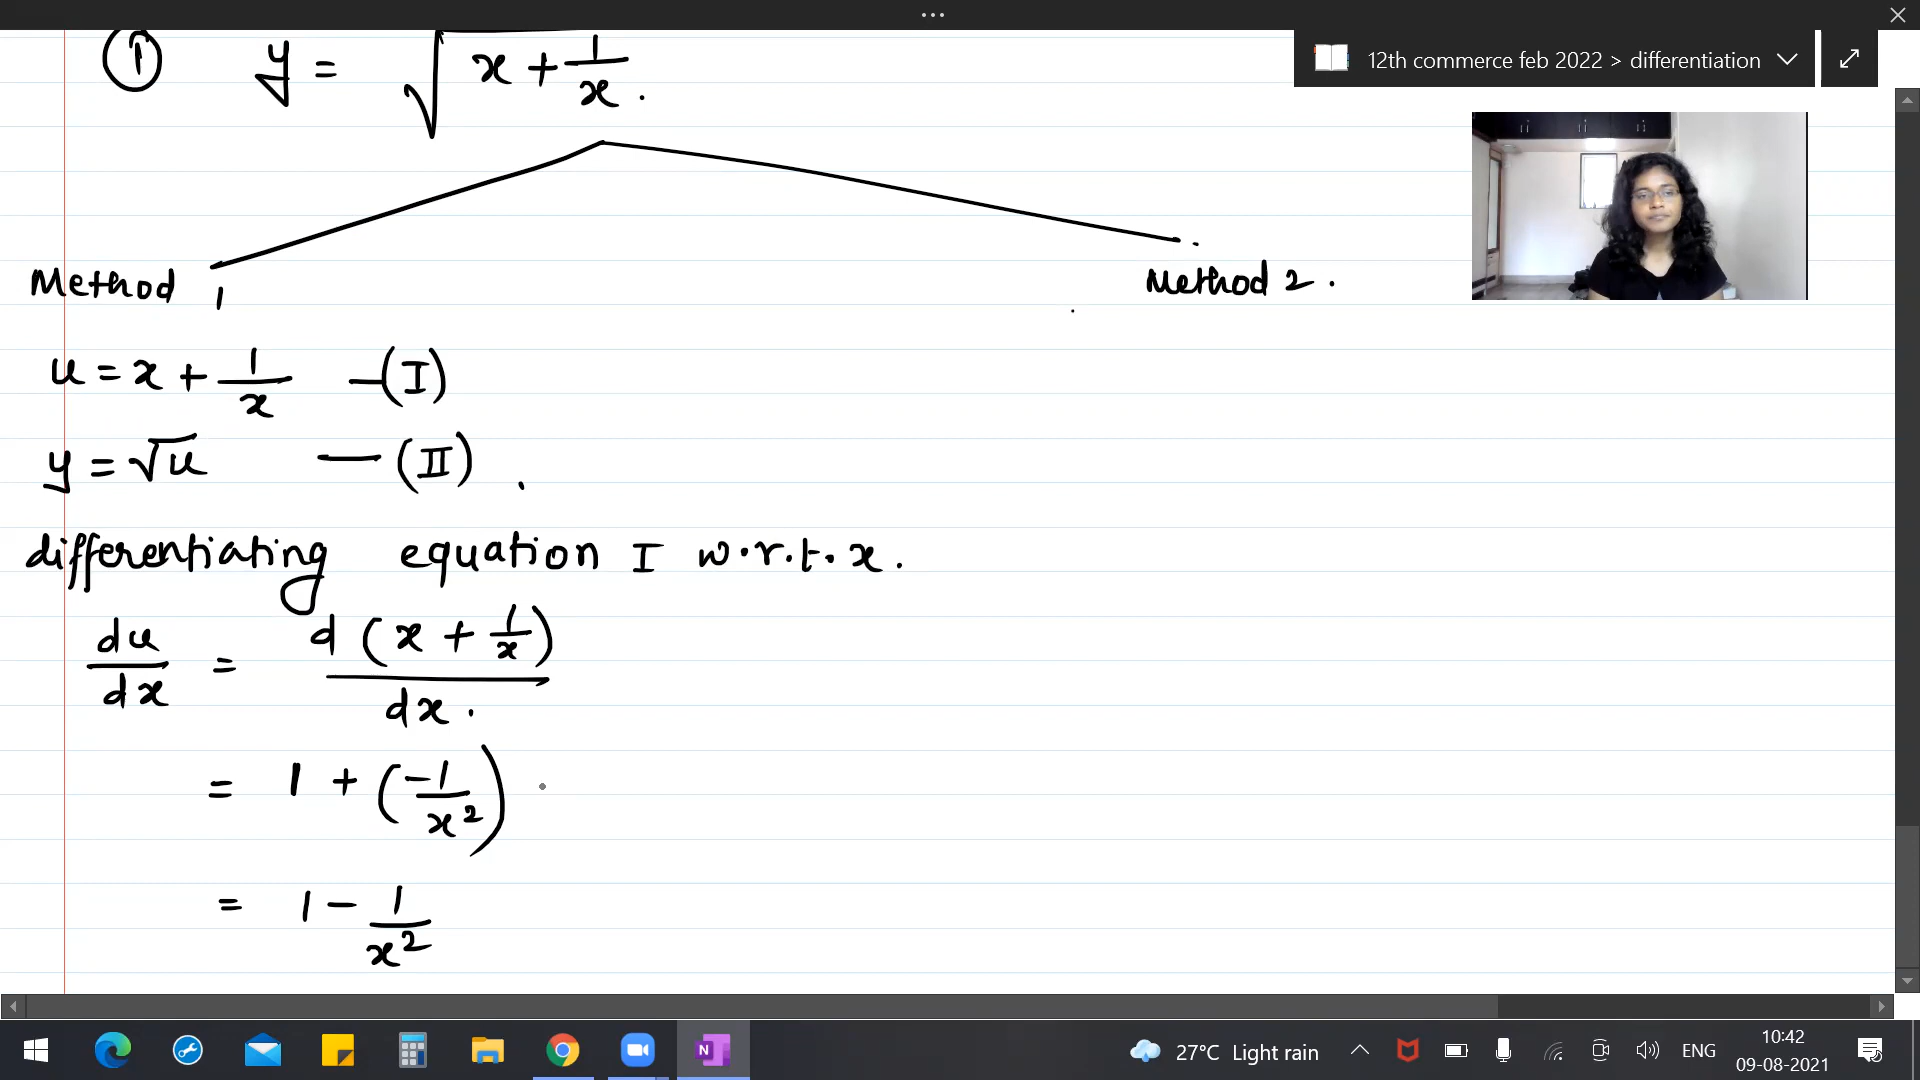 ...
① y = √(x + 1/x) .
12th commerce feb 2022 > differentiation
Method 1
Method 2 .
u = x + 1/x —(I)
y = √u — (II) .
differentiating equation I w.r.t. x .
du/dx = d (x + 1/x) / dx .
= 1 + (-1/x²)
= 1 - 1/x²
27°C Light rain
ENG
10:42
09-08-2021